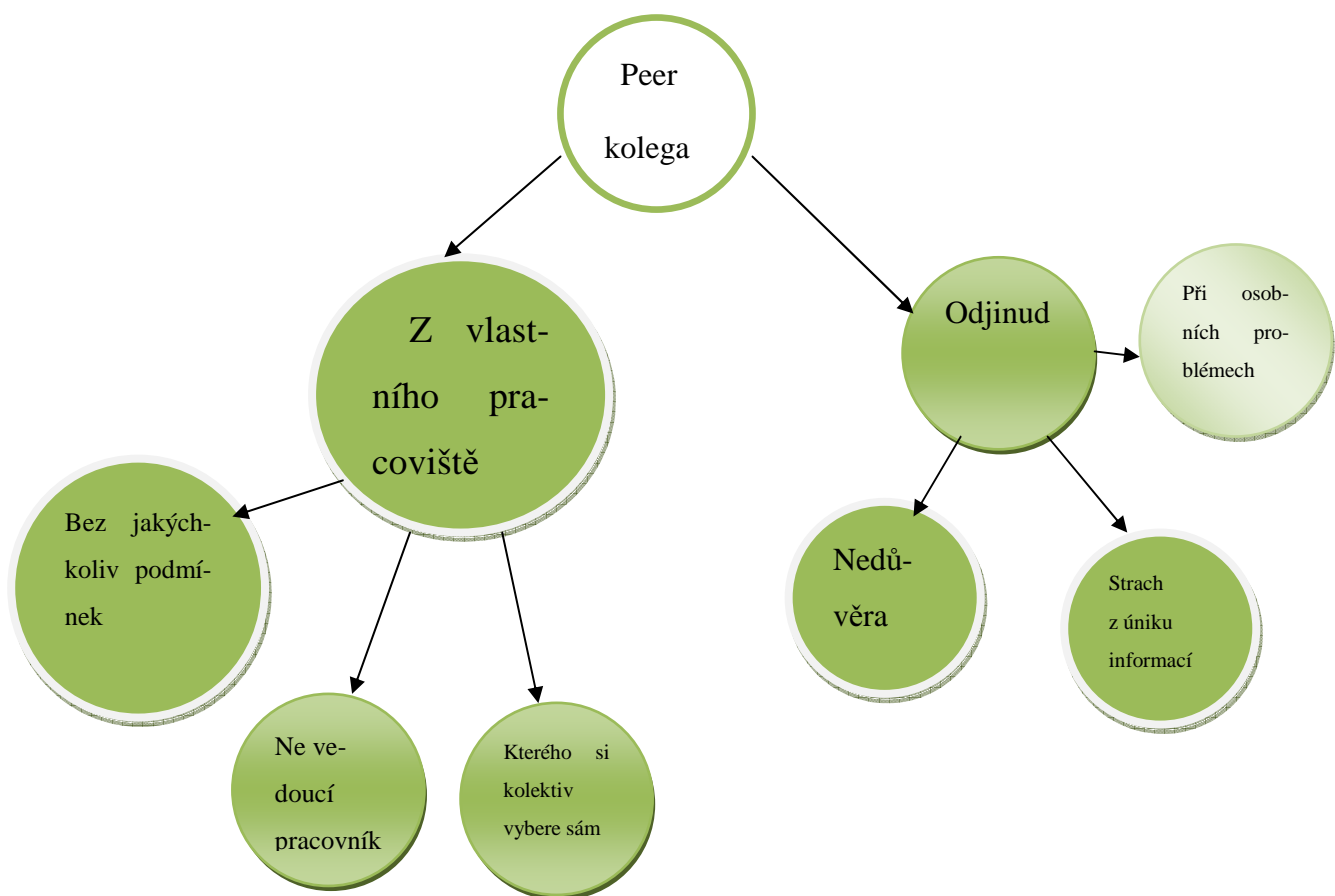 Peer
kolega
Z vlast-
ního pra-
coviště
Odjinud
Při osob-
ních pro-
blémech
Bez jakých-
koliv podmí-
nek
Nedů-
věra
Strach
z úniku
informací
Ne ve-
doucí
pracovník
Kterého si
kolektiv
vybere sám